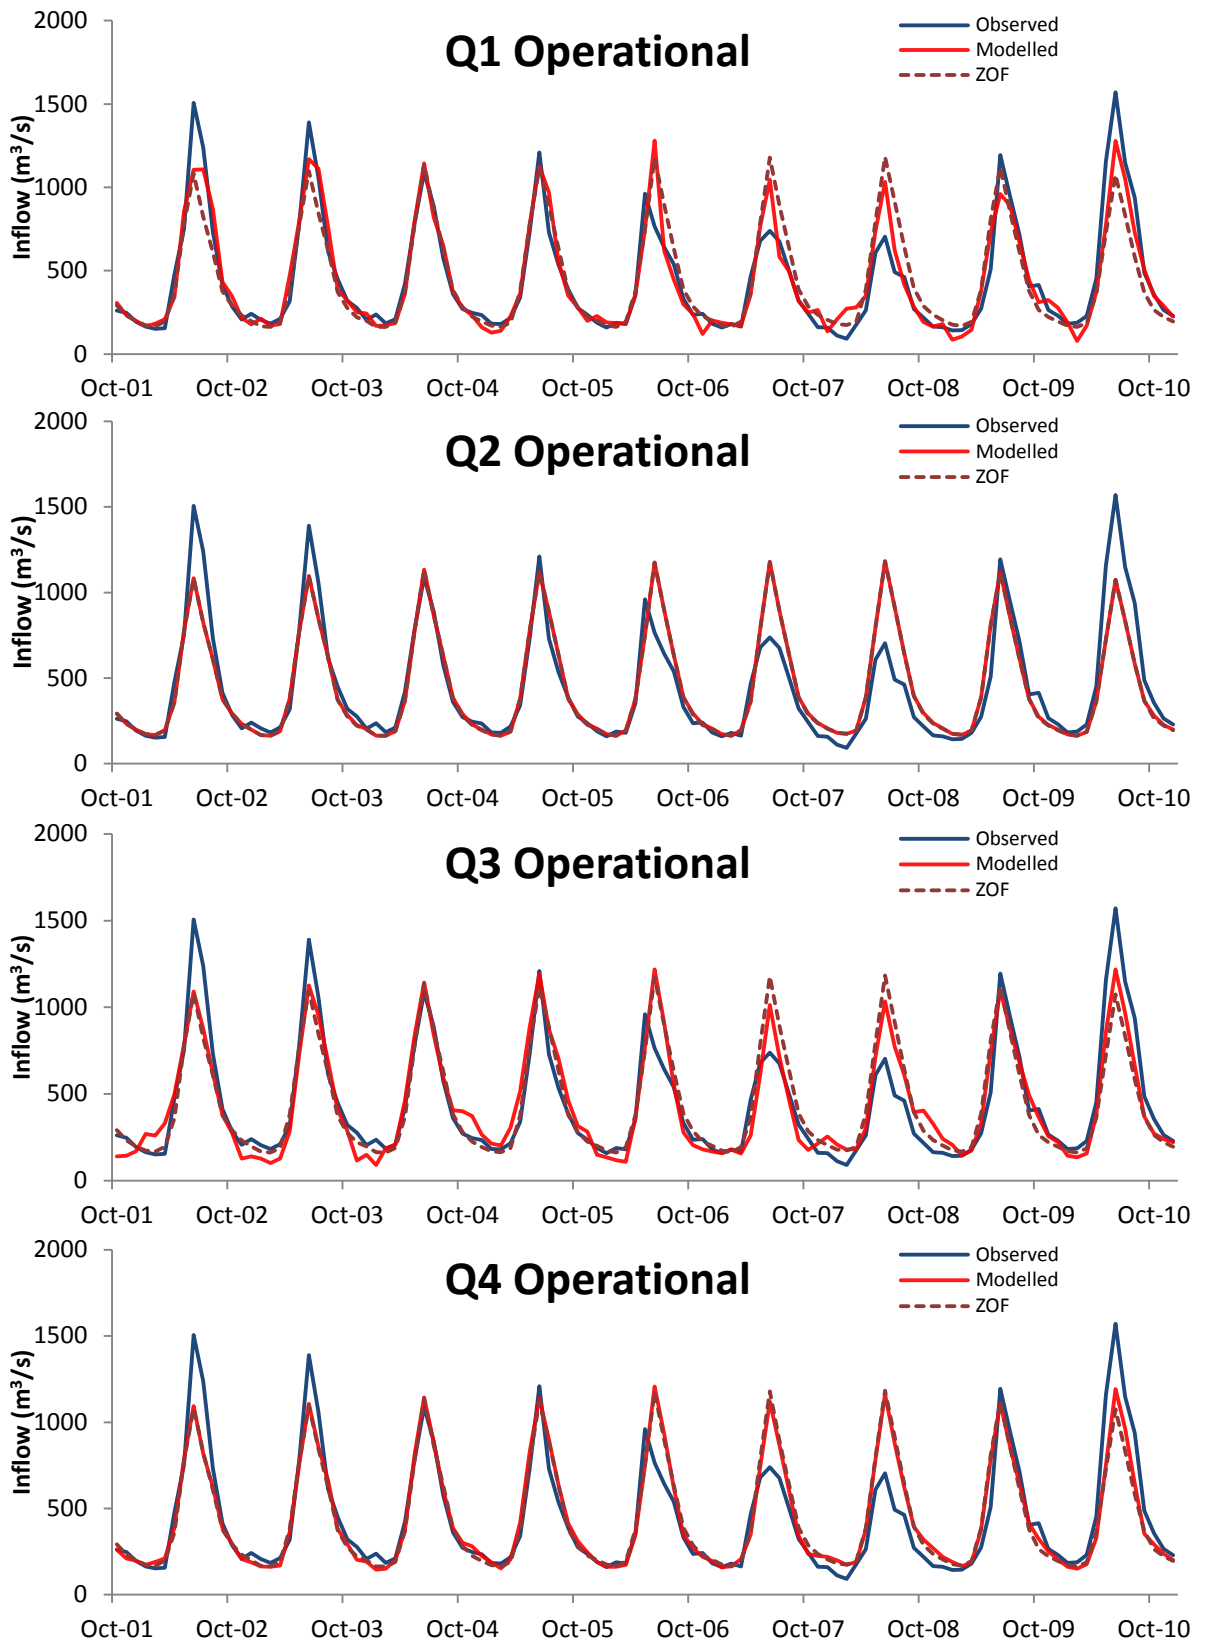 2000
Q1 Operational
Observed
Modelled
ZOF
1500
1000
500
0
Inflow (m³/s)
Oct-01 Oct-02 Oct-03 Oct-04 Oct-05 Oct-06 Oct-07 Oct-08 Oct-09 Oct-10
2000
Q2 Operational
Observed
Modelled
ZOF
1500
1000
500
0
Inflow (m³/s)
Oct-01 Oct-02 Oct-03 Oct-04 Oct-05 Oct-06 Oct-07 Oct-08 Oct-09 Oct-10
2000
Q3 Operational
Observed
Modelled
ZOF
1500
1000
500
0
Inflow (m³/s)
Oct-01 Oct-02 Oct-03 Oct-04 Oct-05 Oct-06 Oct-07 Oct-08 Oct-09 Oct-10
2000
Q4 Operational
Observed
Modelled
ZOF
1500
1000
500
0
Inflow (m³/s)
Oct-01 Oct-02 Oct-03 Oct-04 Oct-05 Oct-06 Oct-07 Oct-08 Oct-09 Oct-10